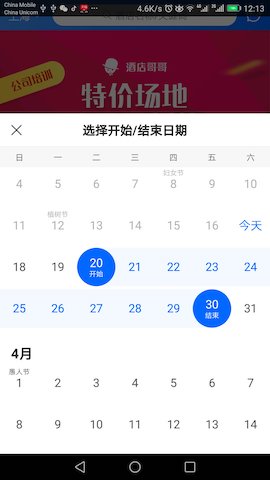 China Mobile
China Unicom
4.6K/s
12:13
上海
酒店哥哥
公司培训
特价场地
选择开始/结束日期
日 一 二 三 四 五 六
妇女节
4 5 6 7 8 9 10
植树节
11 12 13 14 15 16 今天
18 19 20 21 22 23 24
开始
25 26 27 28 29 30 31
结束
4月
愚人节
1 2 3 4 5 6 7
8 9 10 11 12 13 14